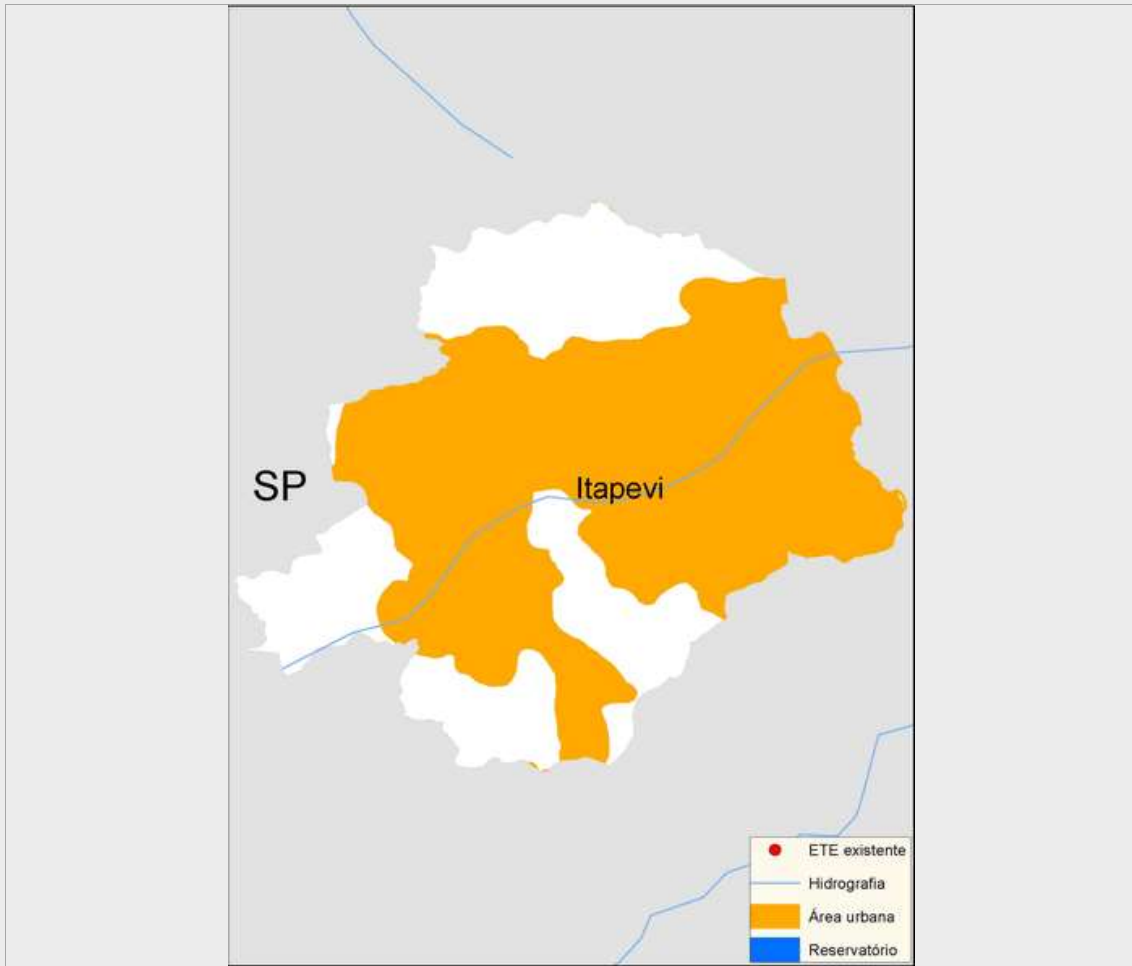 SP
Itapevi
ETE existente
Hidrografia
Área urbana
Reservatório